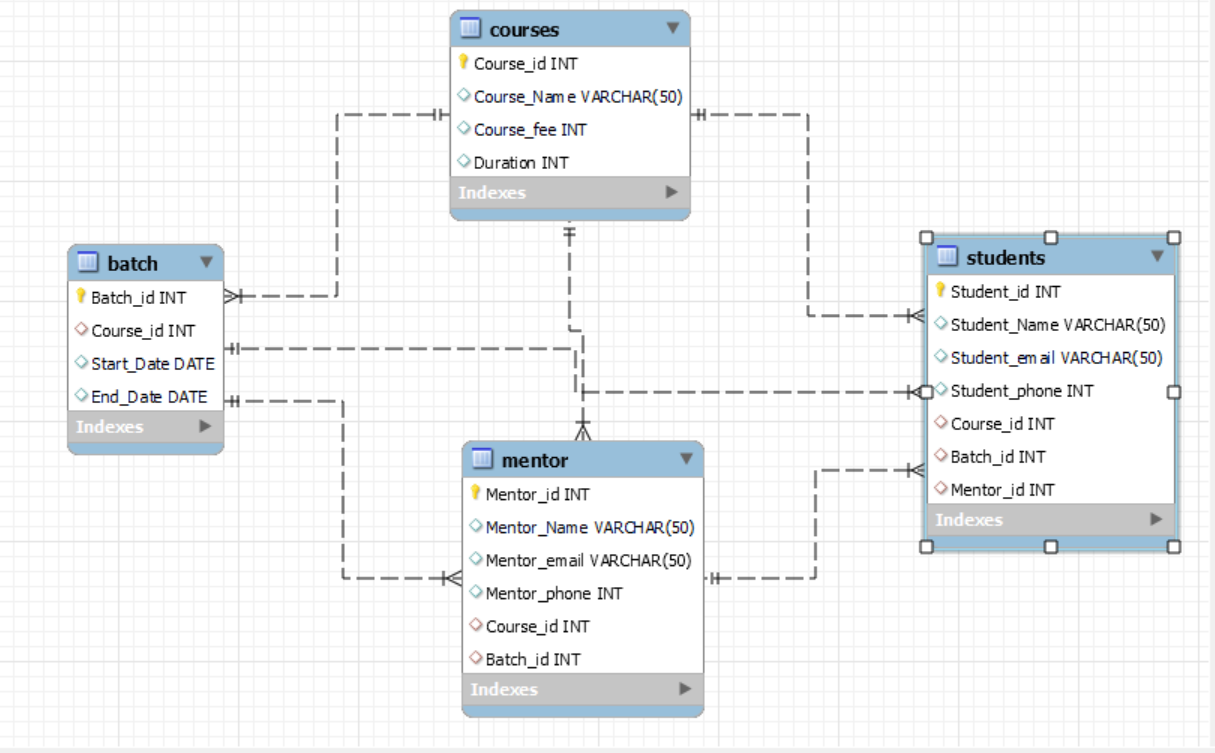 courses
Course_id INT
Course_Name VARCHAR(50)
Course_fee INT
Duration INT
Indexes
batch
Batch_id INT
Course_id INT
Start_Date DATE
End_Date DATE
Indexes
students
Student_id INT
Student_Name VARCHAR(50)
Student_email VARCHAR(50)
Student_phone INT
Course_id INT
Batch_id INT
Mentor_id INT
Indexes
mentor
Mentor_id INT
Mentor_Name VARCHAR(50)
Mentor_email VARCHAR(50)
Mentor_phone INT
Course_id INT
Batch_id INT
Indexes